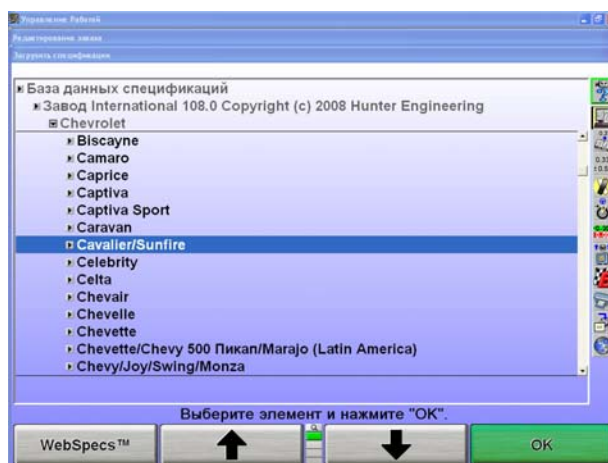 Управление Работой
Редактирование заказа
Загрузить спецификации
База данных спецификаций
Завод International 108.0 Copyright (c) 2008 Hunter Engineering
Chevrolet
Biscayne
Camaro
Caprice
Captiva
Captiva Sport
Caravan
Cavalier/Sunfire
Celebrity
Celta
Chevair
Chevelle
Chevette
Chevette/Chevy 500 Пикап/Marajo (Latin America)
Chevy/Joy/Swing/Monza
Выберите элемент и нажмите "OK".
WebSpecs™
OK